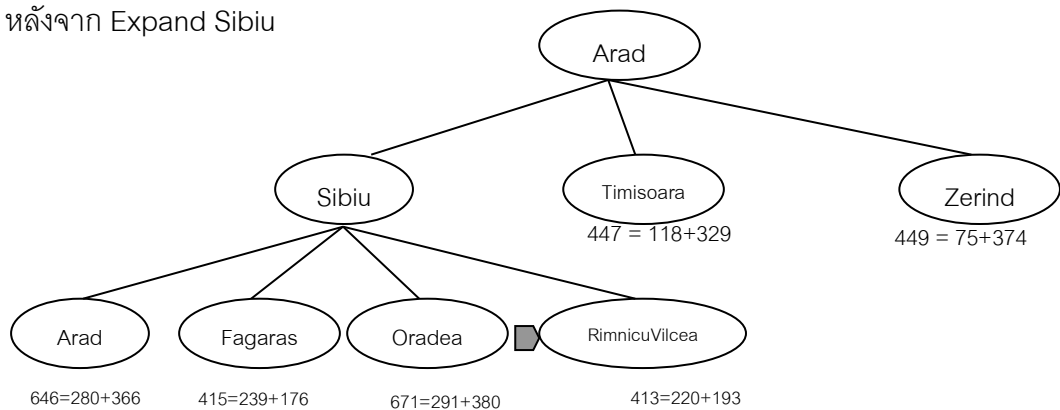 หลังจาก Expand Sibiu
Arad
Sibiu
Timisoara
Zerind
447 = 118+329
449 = 75+374
Arad
Fagaras
Oradea
RimnicuVilcea
646=280+366
415=239+176
671=291+380
413=220+193